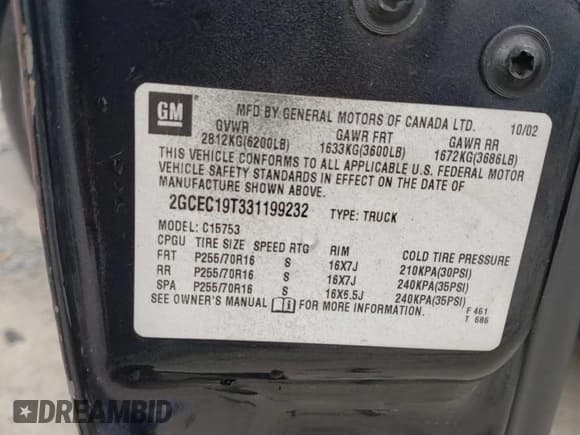 GM
MFD BY GENERAL MOTORS OF CANADA LTD. 10/02
GVWR GAWR FRT GAWR RR
2812KG(6200LB) 1633KG(3600LB) 1672KG(3686LB)
THIS VEHICLE CONFORMS TO ALL APPLICABLE U.S. FEDERAL MOTOR
VEHICLE SAFETY STANDARDS IN EFFECT ON THE DATE OF
MANUFACTURE SHOWN ABOVE.
2GCEC19T331199232 TYPE: TRUCK
MODEL: C15753
CPGU TIRE SIZE SPEED RTG RIM COLD TIRE PRESSURE
FRT P255/70R16 S 16X7J 210KPA(30PSI)
RR P255/70R16 S 16X7J 240KPA(35PSI)
SPA P255/70R16 S 16X6.5J 240KPA(35PSI)
SEE OWNER'S MANUAL FOR MORE INFORMATION.
F 461
T 686
DREAMBID